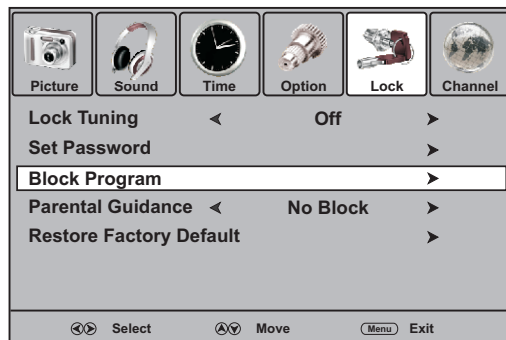 Picture Sound Time Option Lock Channel
Lock Tuning Off
Set Password
Block Program
Parental Guidance No Block
Restore Factory Default
Select Move Menu Exit